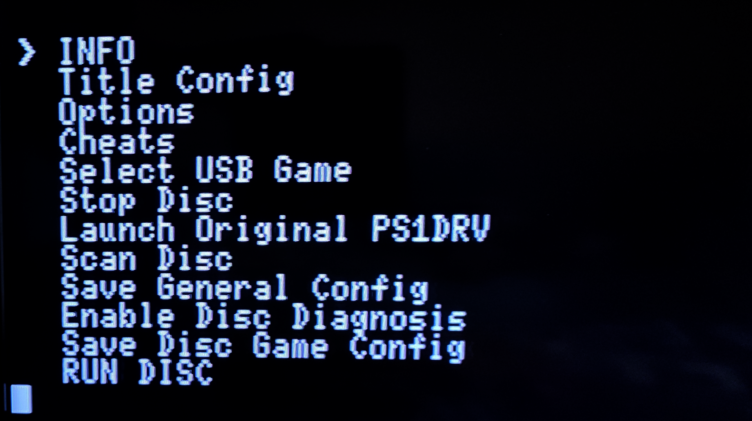 ❯ INFO
Title Config
Options
Cheats
Select USB Game
Stop Disc
Launch Original PS1DRV
Scan Disc
Save General Config
Enable Disc Diagnosis
Save Disc Game Config
RUN DISC